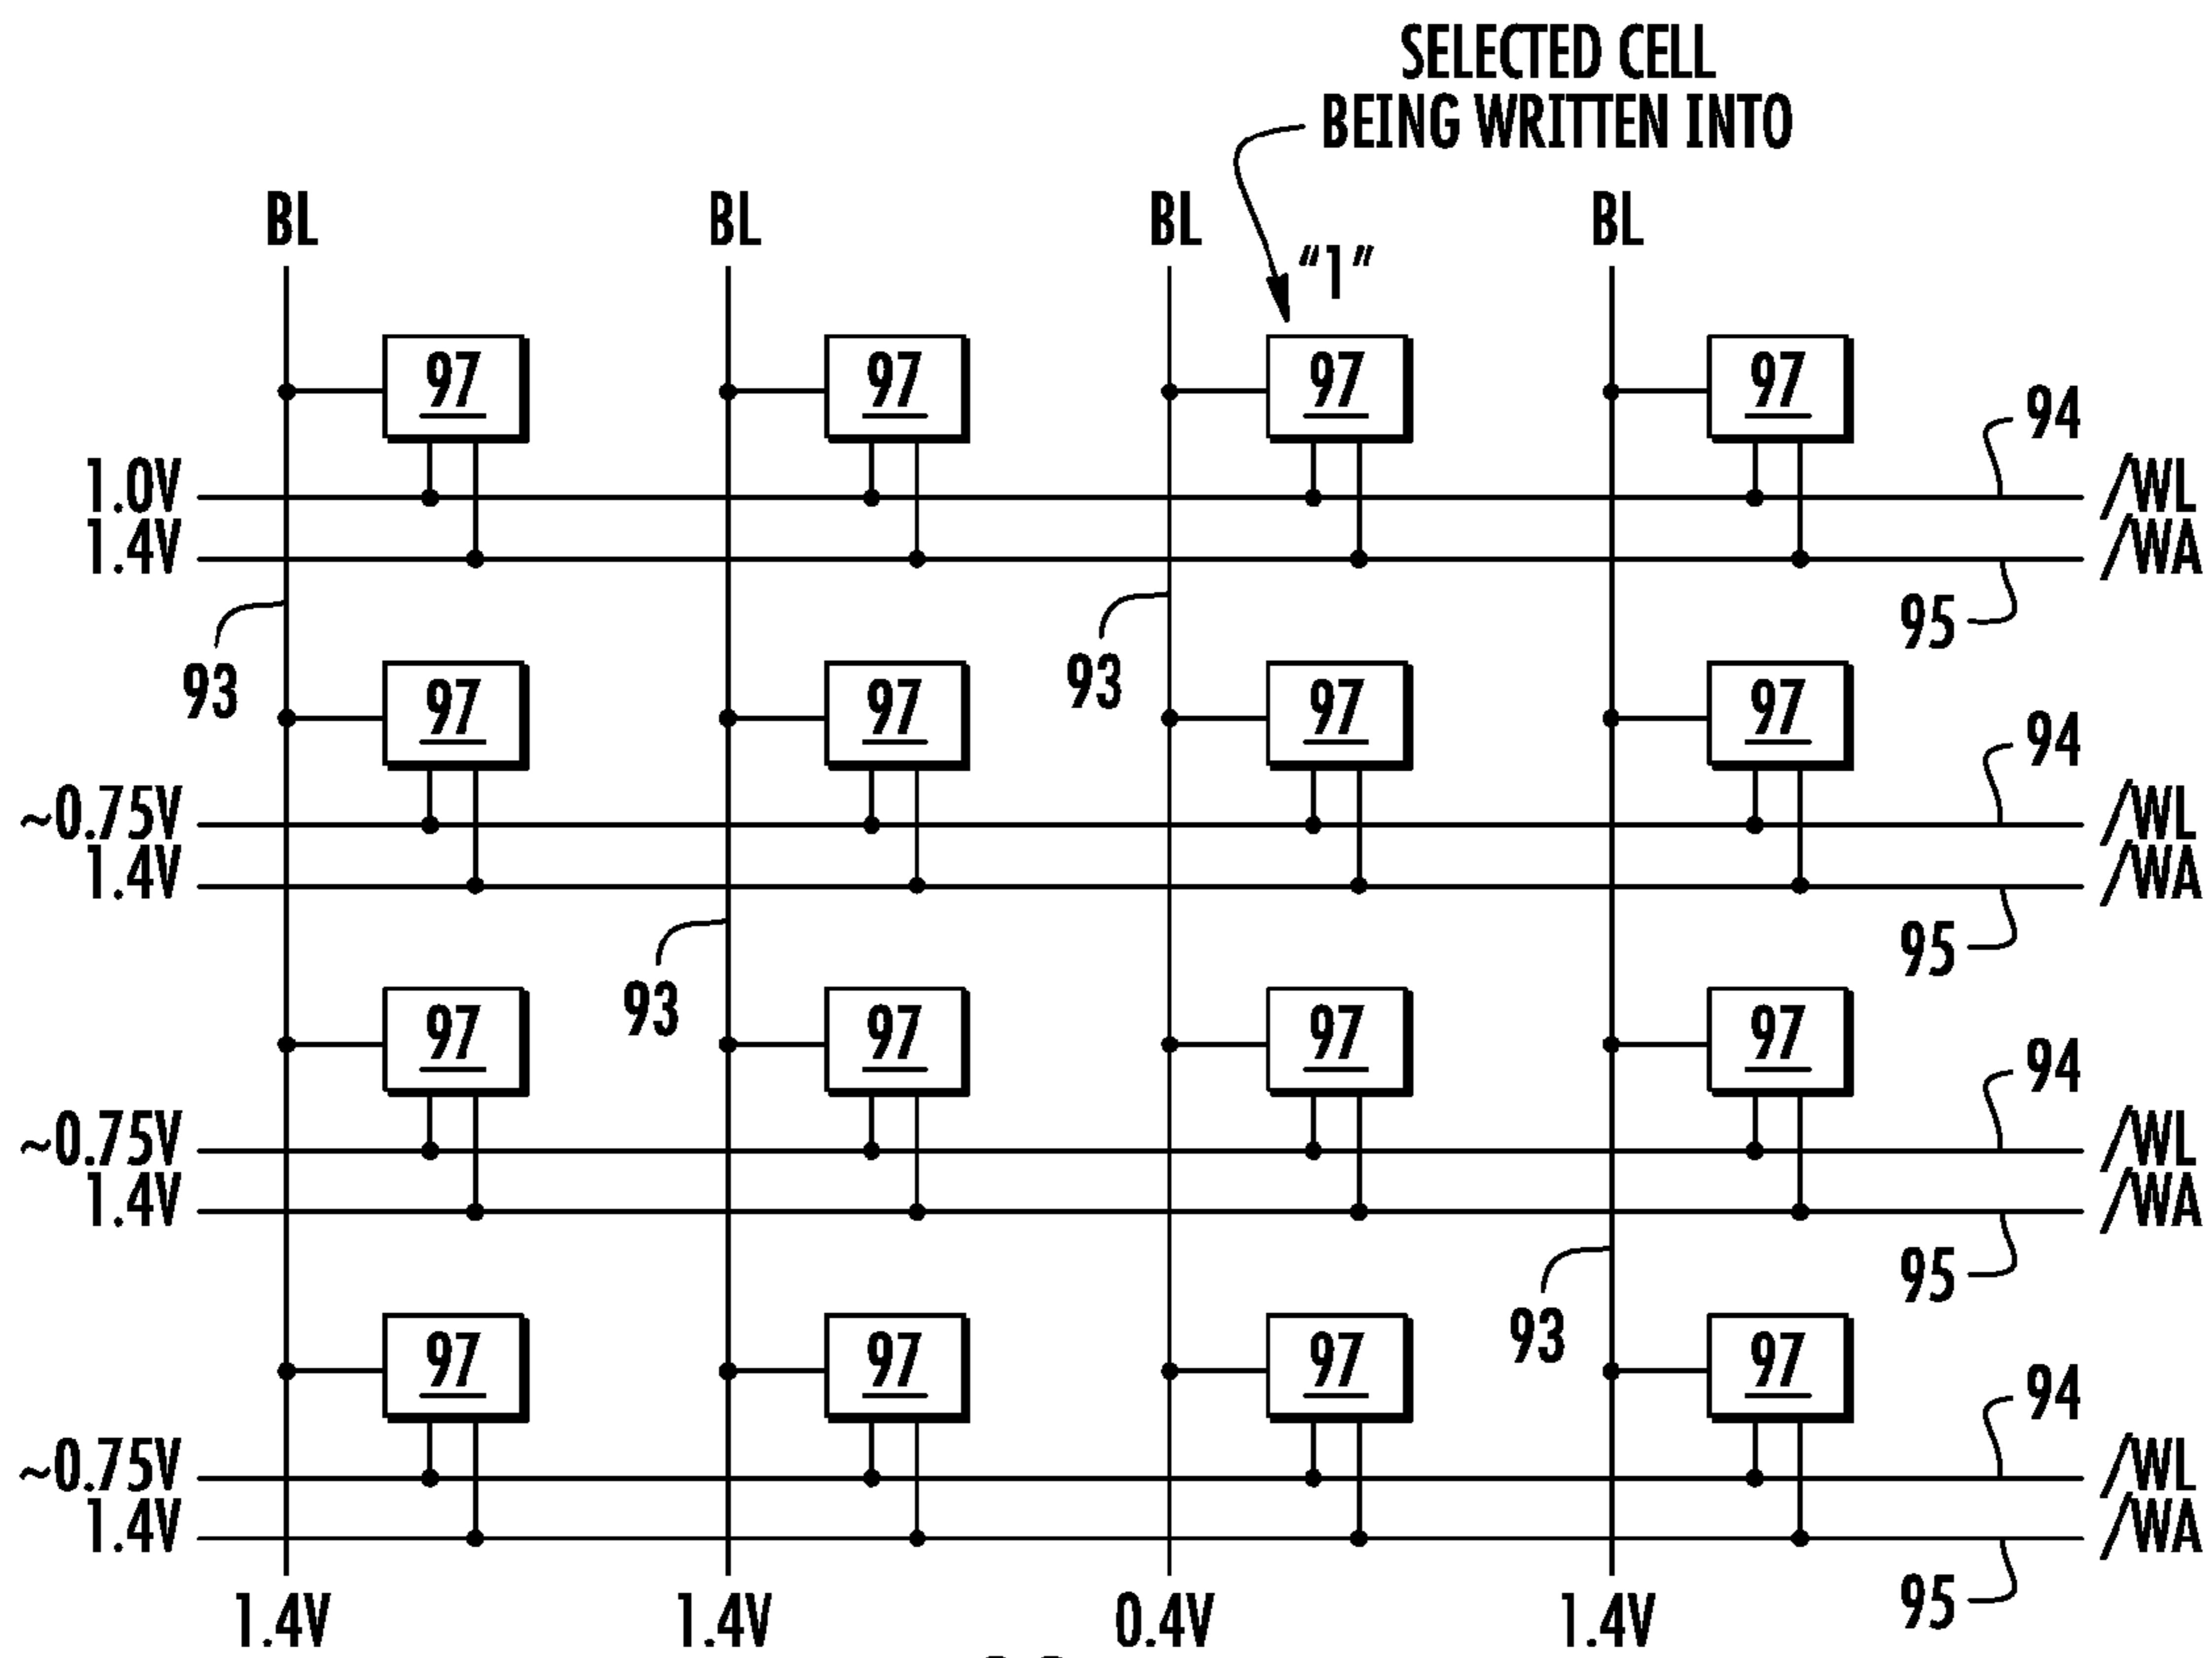 SELECTED CELL
BEING WRITTEN INTO
BL BL BL BL
"1"
97 97 97 97
94
1.0V /WL
1.4V /WA
95
93 93
97 97 97 97
94
~0.75V /WL
1.4V /WA
95
93
97 97 97 97
94
~0.75V /WL
1.4V /WA
95
93
97 97 97 97
94
~0.75V /WL
1.4V /WA
95
1.4V 1.4V 0.4V 1.4V